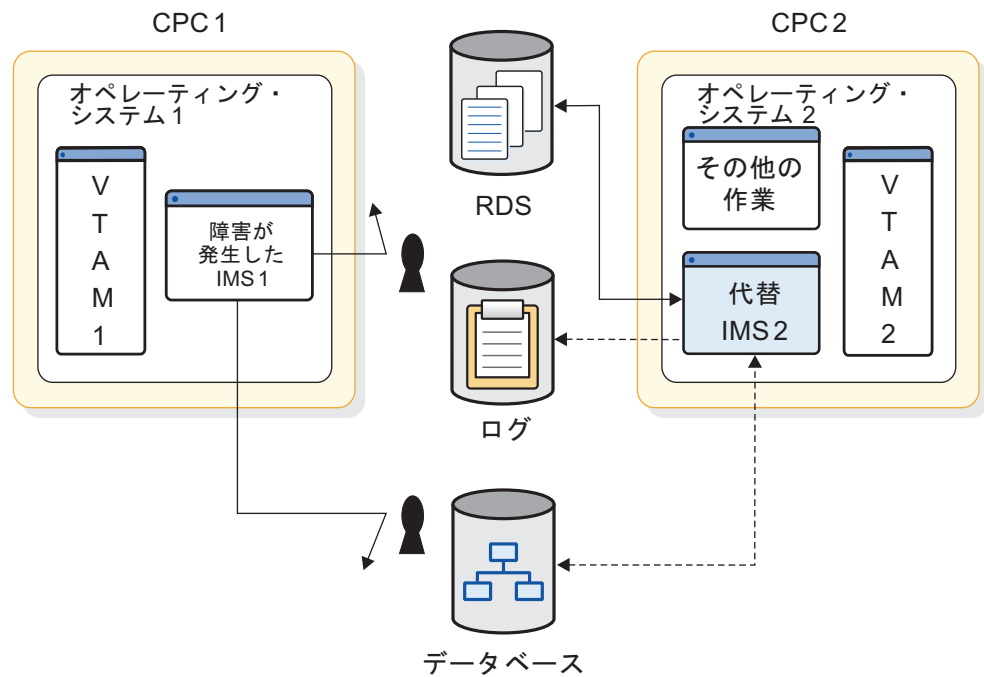 CPC 1
オペレーティング・
システム 1
V
T
A
M
1
障害が
発生した
IMS 1
RDS
ログ
データベース
CPC 2
オペレーティング・
システム 2
その他の
作業
代替
IMS 2
V
T
A
M
2